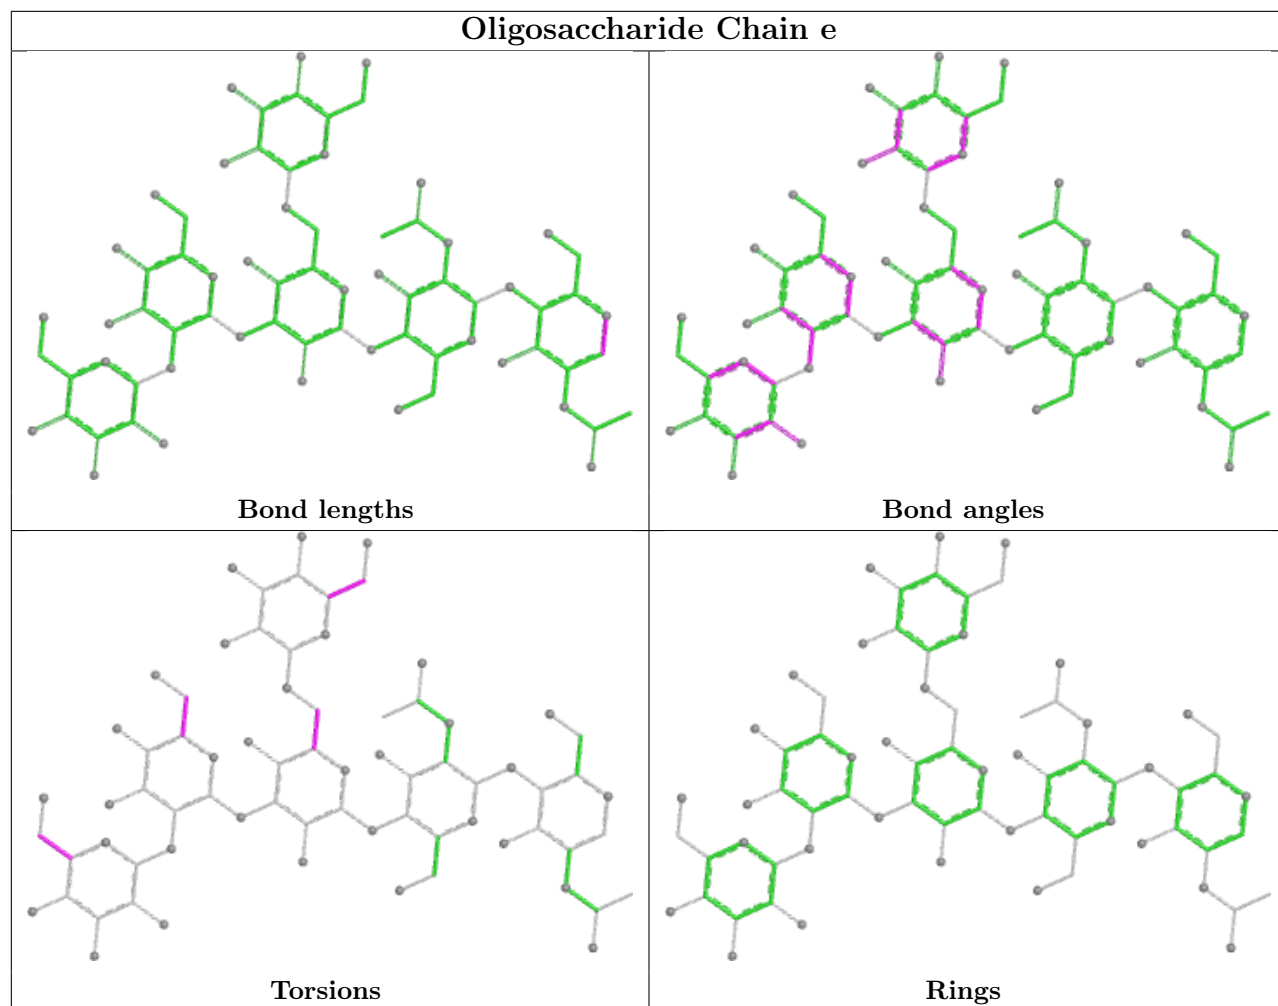 Oligosaccharide Chain e
Bond lengths
Bond angles
Torsions
Rings